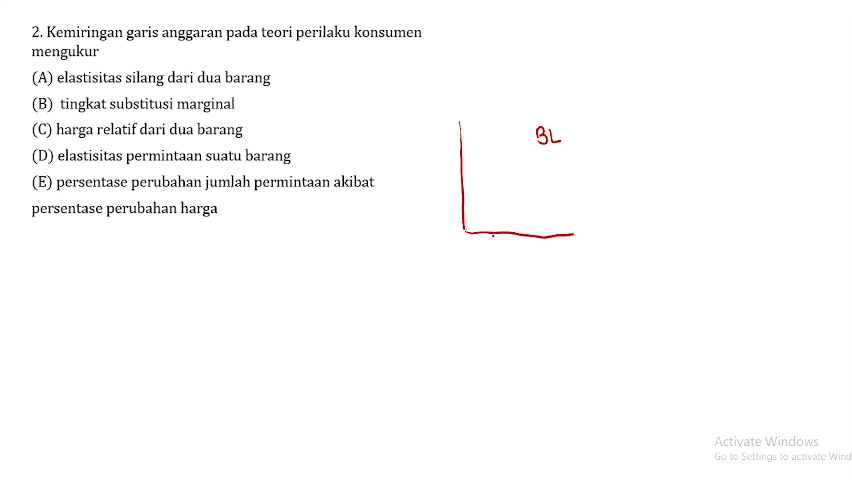 2. Kemiringan garis anggaran pada teori perilaku konsumen
mengukur
(A) elastisitas silang dari dua barang
(B) tingkat substitusi marginal
(C) harga relatif dari dua barang
(D) elastisitas permintaan suatu barang
(E) persentase perubahan jumlah permintaan akibat
persentase perubahan harga
BL
Activate Windows
Go to Settings to activate Wind